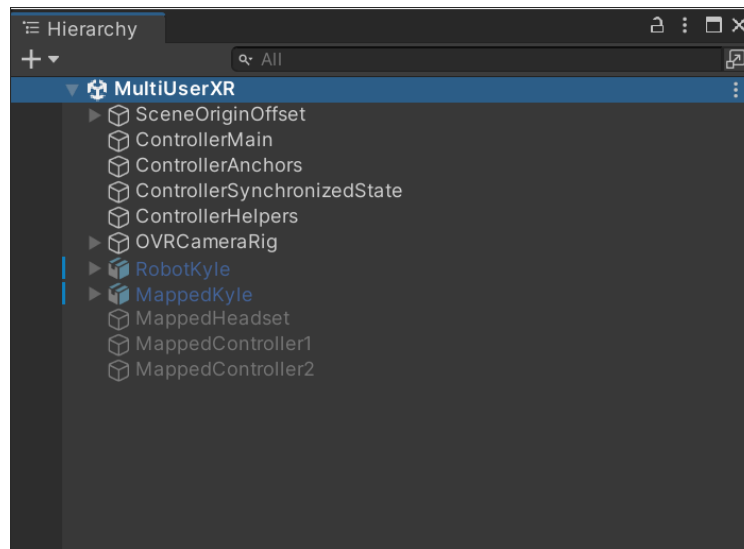 Hierarchy
All
MultiUserXR
SceneOriginOffset
ControllerMain
ControllerAnchors
ControllerSynchronizedState
ControllerHelpers
OVRCameraRig
RobotKyle
MappedKyle
MappedHeadset
MappedController1
MappedController2